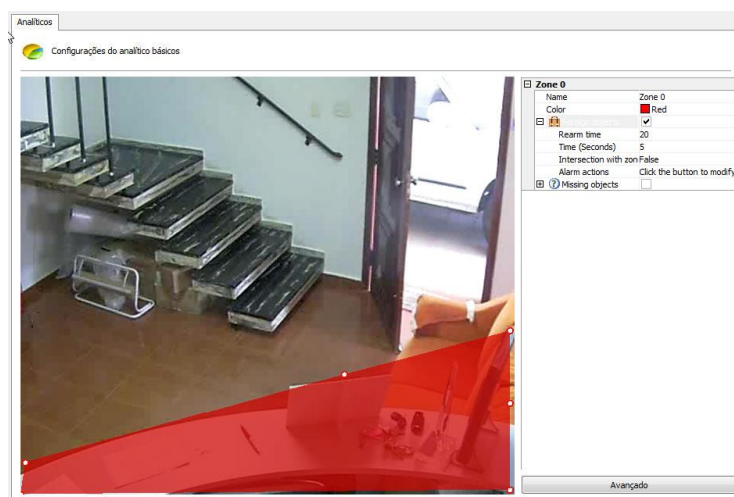 Analíticos
Configurações do analítico básicos
Zone 0
Name Zone 0
Color Red
Rearm time 20
Time (Seconds) 5
Intersection with zon False
Alarm actions Click the button to modify
Missing objects
Avançado